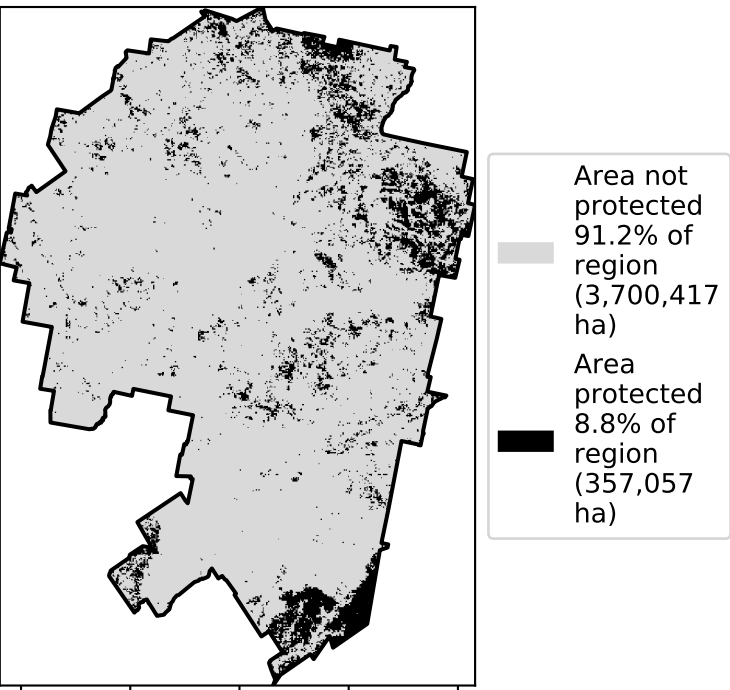 Area not
protected
91.2% of
region
(3,700,417
ha)
Area
protected
8.8% of
region
(357,057
ha)